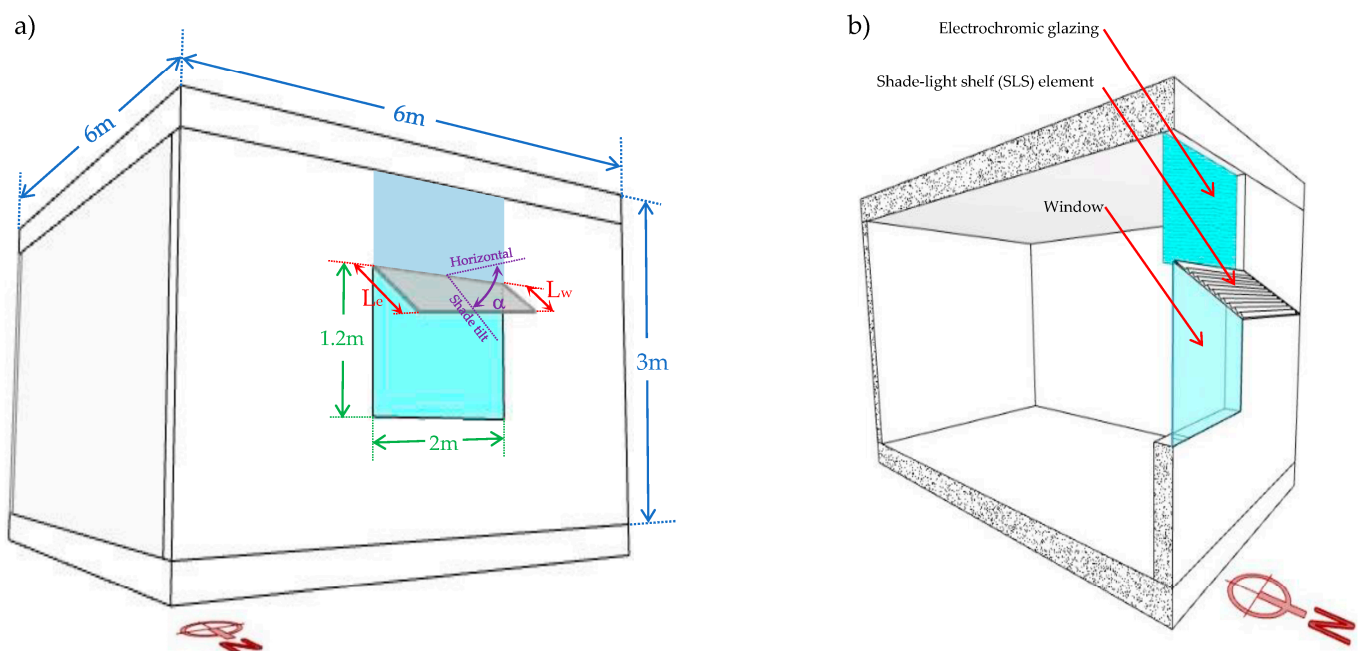 a)
6m
6m
Horizontal
Le
α
Lw
Shade tilt
1.2m
3m
2m
N
b)
Electrochromic glazing
Shade-light shelf (SLS) element
Window
N